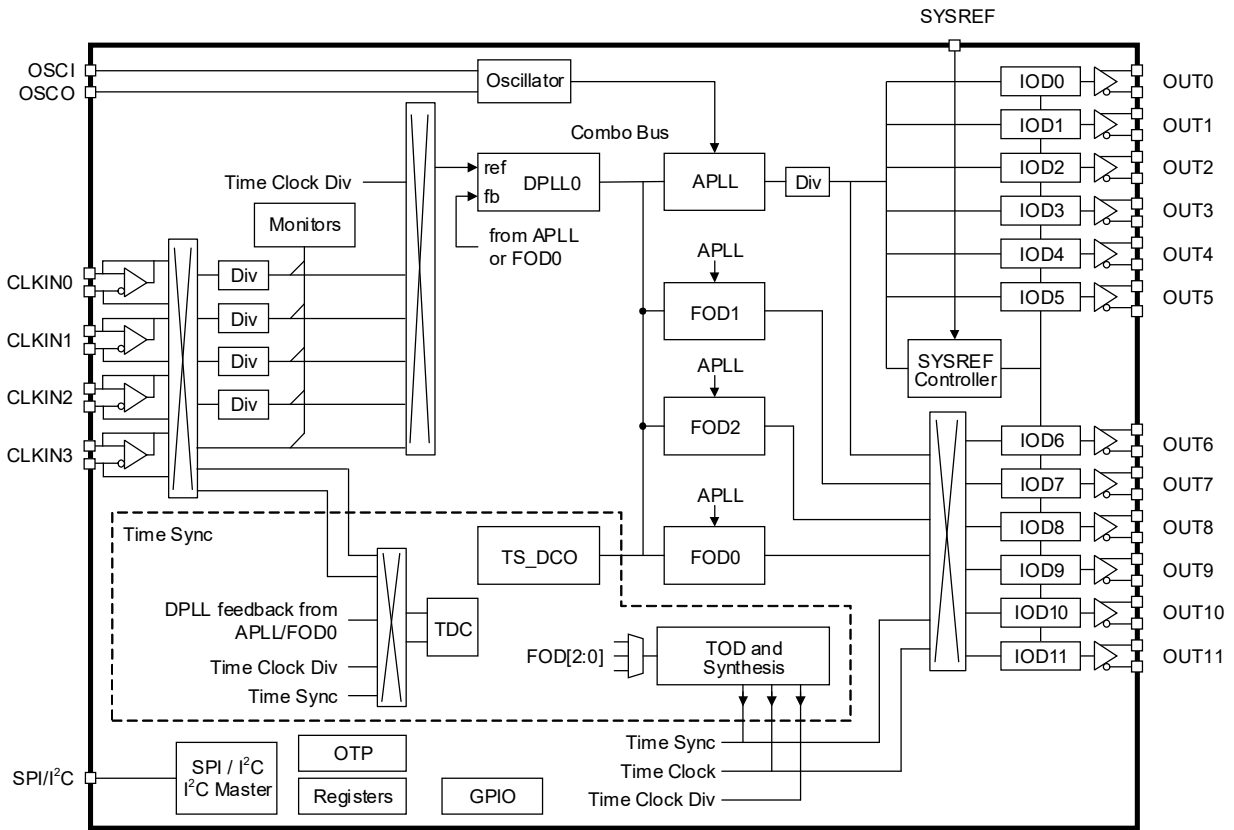 SYSREF
OSCI
OSCO
Oscillator
IOD0
OUT0
IOD1
OUT1
Combo Bus
Time Clock Div
ref
fb
DPLL0
APLL
Div
IOD2
OUT2
Monitors
from APLL
or FOD0
IOD3
OUT3
APLL
IOD4
OUT4
CLKIN0
Div
FOD1
IOD5
OUT5
Div
CLKIN1
Div
APLL
SYSREF
Controller
CLKIN2
Div
FOD2
IOD6
OUT6
CLKIN3
IOD7
OUT7
APLL
Time Sync
IOD8
OUT8
TS_DCO
FOD0
IOD9
OUT9
DPLL feedback from
APLL/FOD0
TDC
IOD10
OUT10
FOD[2:0]
TOD and
Synthesis
Time Clock Div
IOD11
OUT11
Time Sync
Time Sync
Time Clock
Time Clock Div
SPI/I²C
SPI / I²C
I²C Master
OTP
Registers
GPIO